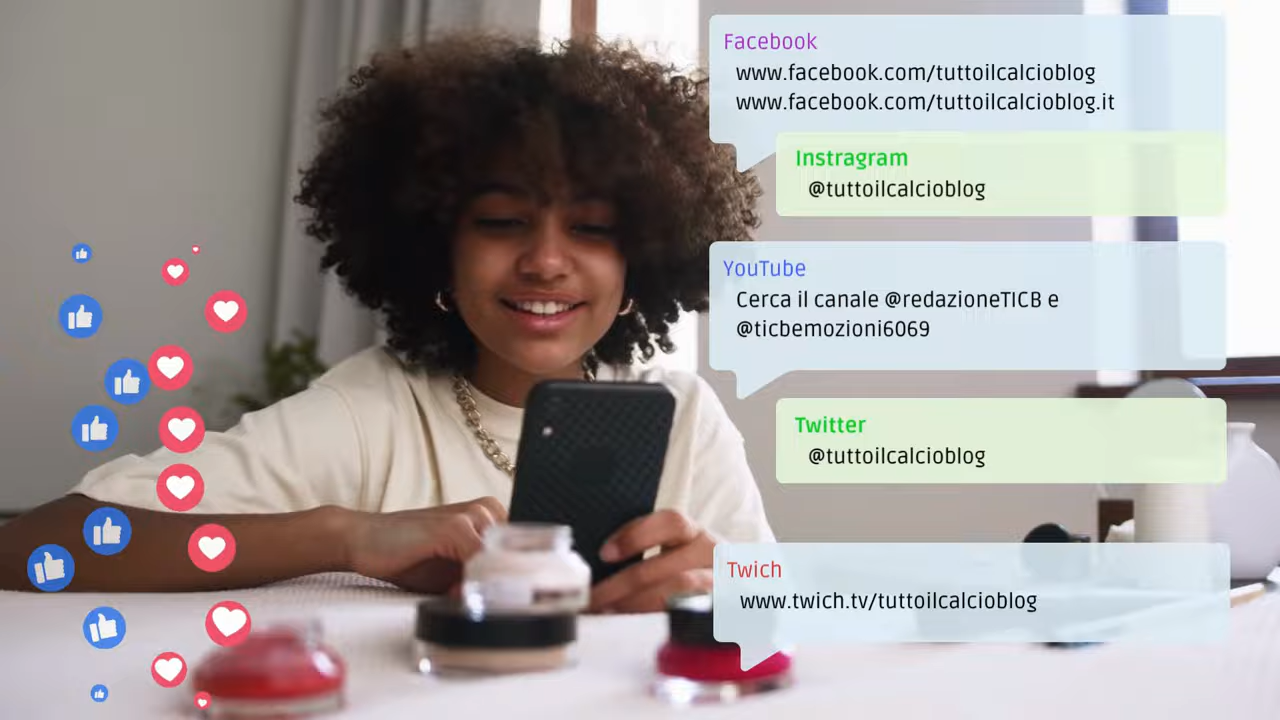 Facebook
www.facebook.com/tuttoilcalcioblog
www.facebook.com/tuttoilcalcioblog.it
Instragram
@tuttoilcalcioblog
YouTube
Cerca il canale @redazioneTICB e
@ticbemozioni6069
Twitter
@tuttoilcalcioblog
Twich
www.twich.tv/tuttoilcalcioblog